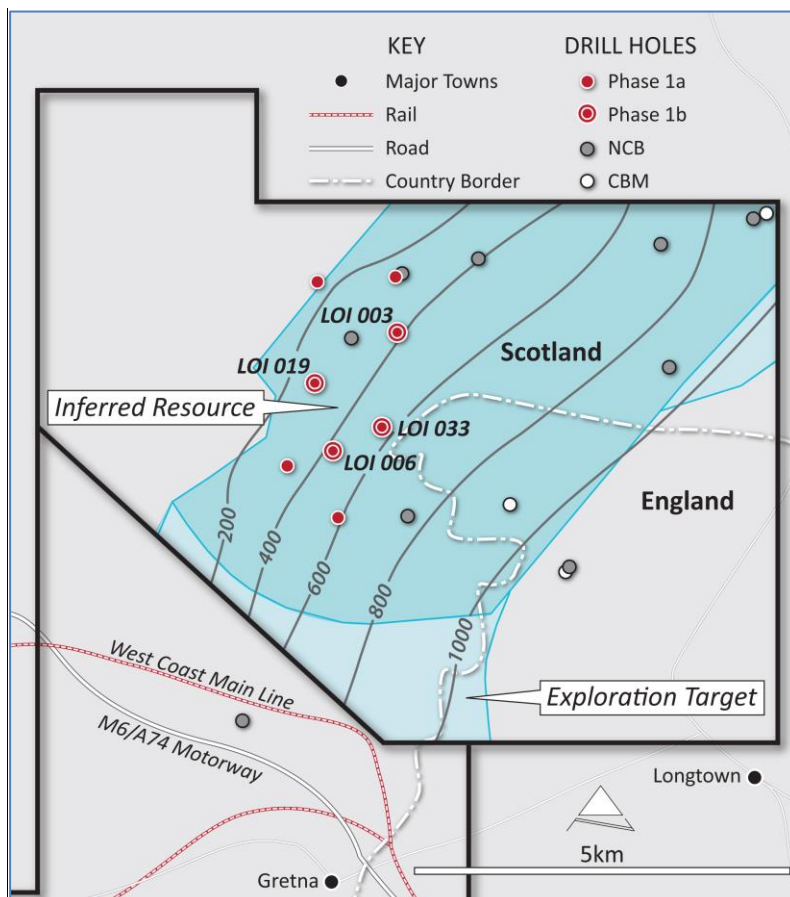 KEY
Major Towns
Rail
Road
Country Border
DRILL HOLES
Phase 1a
Phase 1b
NCB
CBM
LOI 003
Scotland
LOI 019
Inferred Resource
LOI 033
LOI 006
England
200
400
600
800
1000
West Coast Main Line
M6/A74 Motorway
Exploration Target
Longtown
5km
Gretna